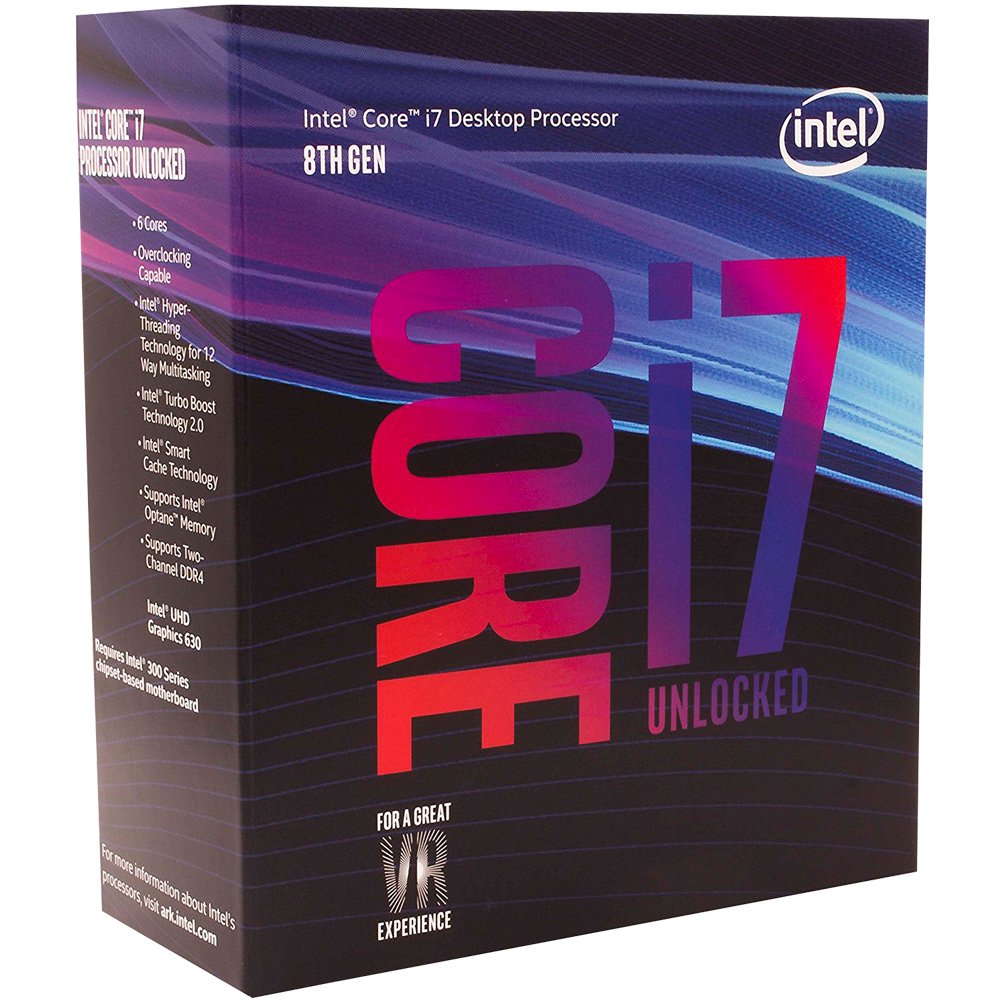 INTEL® CORE™ i7
PROCESSOR UNLOCKED
• 6 Cores
• Overclocking
Capable
• Intel® Hyper-
Threading
Technology for 12
Way Multitasking
• Intel® Turbo Boost
Technology 2.0
• Intel® Smart
Cache Technology
• Supports Intel®
Optane™ Memory
• Supports Two-
Channel DDR4
Intel® UHD
Graphics 630
Requires Intel® 300 Series
chipset-based motherboard
For more information about Intel's
processors, visit ark.intel.com
Intel® Core™ i7 Desktop Processor
8TH GEN
intel®
CORE
i7
UNLOCKED
FOR A GREAT
VR
EXPERIENCE